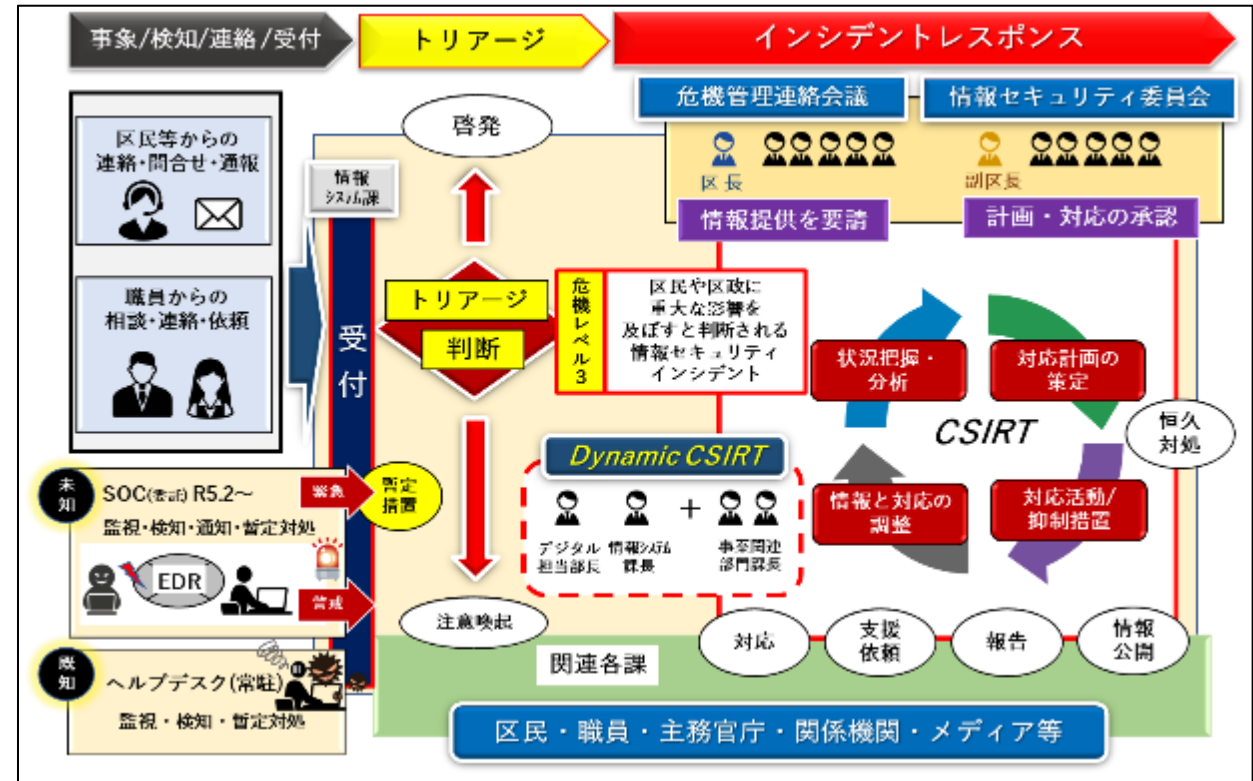 事象/検知/連絡/受付
トリアージ
インシデントレスポンス
危機管理連絡会議
情報セキュリティ委員会
区長
副区長
情報提供を要請
計画・対応の承認
区民等からの
連絡・問合せ・通報
職員からの
相談・連絡・依頼
情報
システム課
受付
啓発
トリアージ
判断
危機レベル3
区民や区政に
重大な影響を
及ぼすと判断される
情報セキュリティ
インシデント
状況把握・
分析
対応計画の
策定
CSIRT
情報と対応の
調整
対応活動/
抑制措置
恒久
対処
未知
SOC(委託) R5.2～
緊急
監視・検知・通知・暫定対処
EDR
警戒
暫定
措置
Dynamic CSIRT
+
デジタル
担当部長
情報システム
課長
事案関連
部門課長
注意喚起
既知
ヘルプデスク(常駐)
監視・検知・暫定対処
対応
支援
依頼
報告
情報
公開
関連各課
区民・職員・主務官庁・関係機関・メディア等